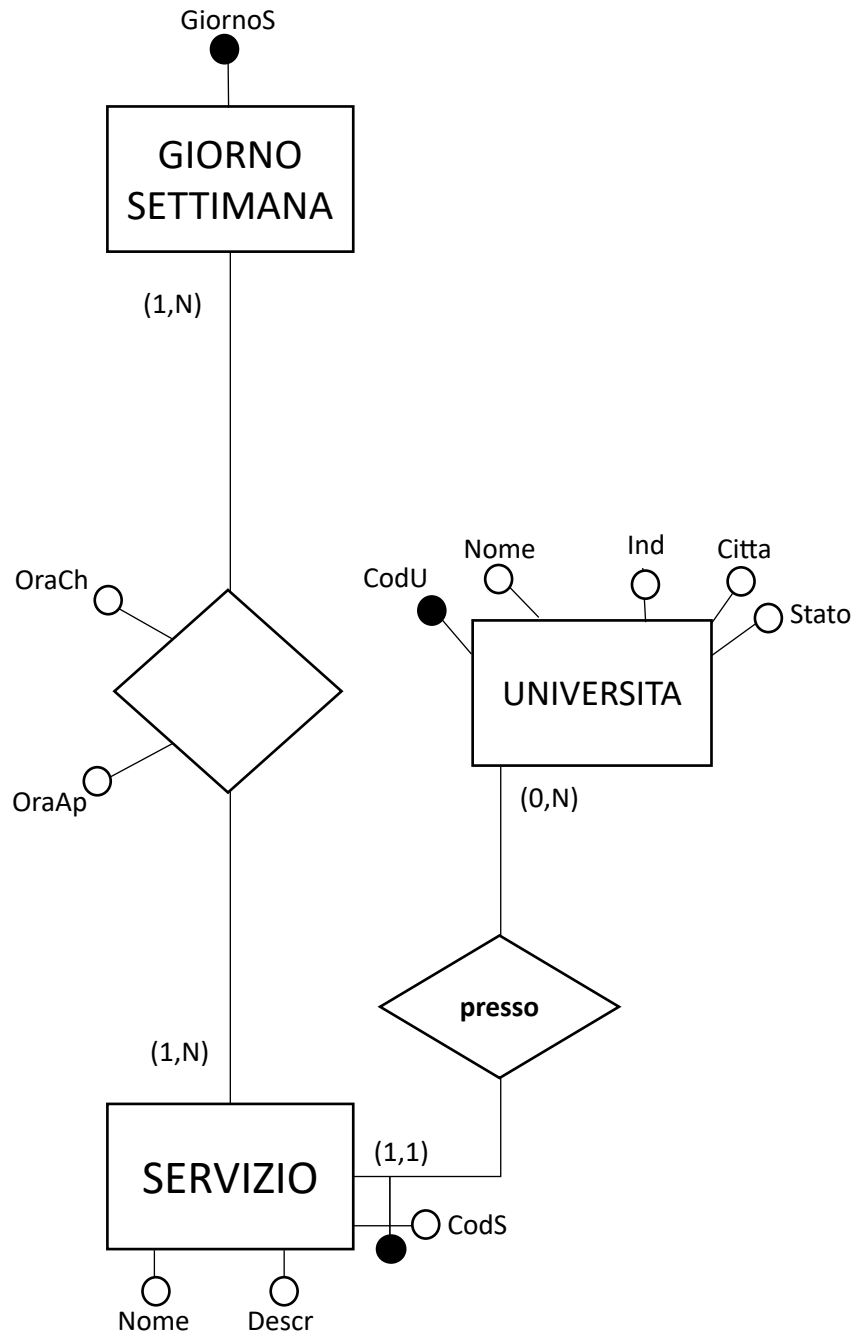 GiornoS
GIORNO
SETTIMANA
(1,N)
OraCh
OraAp
CodU
Nome
Ind
Citta
Stato
UNIVERSITA
(0,N)
presso
(1,N)
SERVIZIO
(1,1)
CodS
Nome
Descr